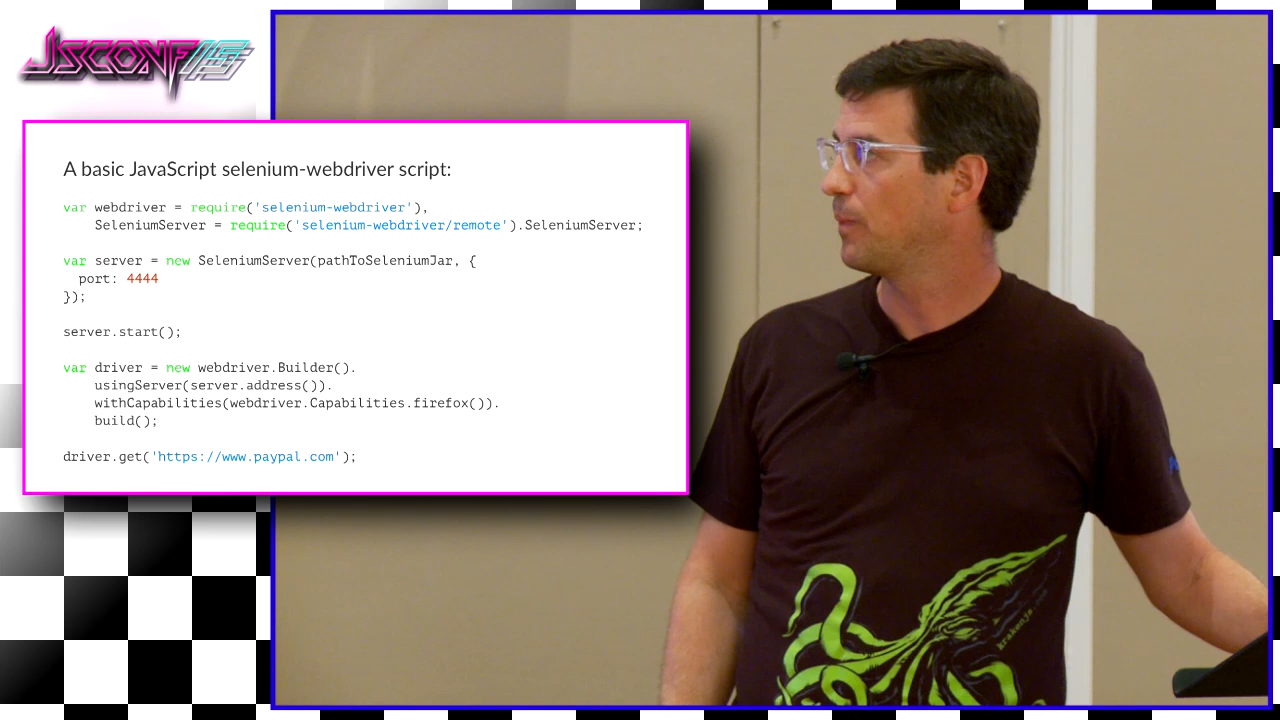 JSCONF15
A basic JavaScript selenium-webdriver script:
var webdriver = require('selenium-webdriver'),
    SeleniumServer = require('selenium-webdriver/remote').SeleniumServer;
var server = new SeleniumServer(pathToSeleniumJar, {
  port: 4444
});
server.start();
var driver = new webdriver.Builder().
    usingServer(server.address()).
    withCapabilities(webdriver.Capabilities.firefox()).
    build();
driver.get('https://www.paypal.com');